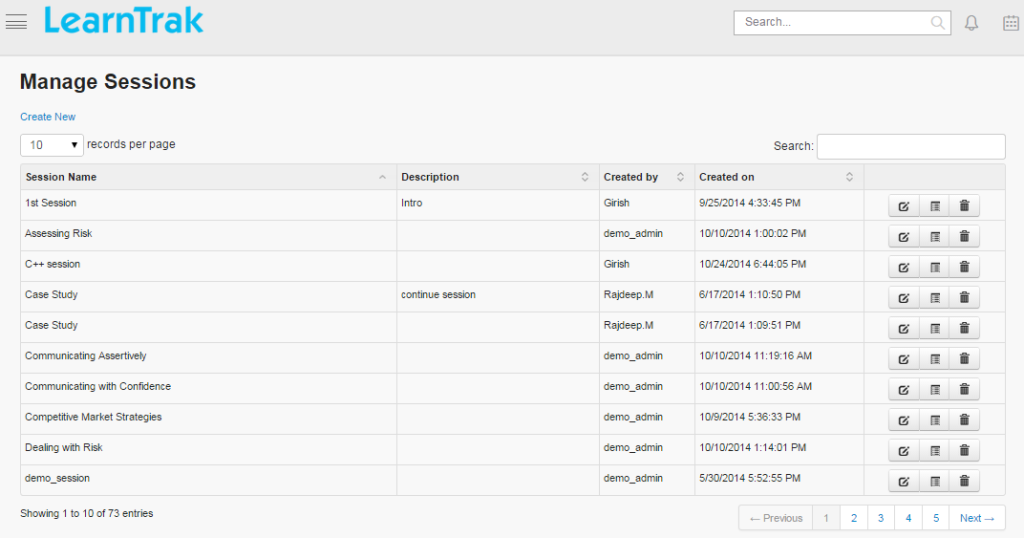 LearnTrak
Search...
Manage Sessions
Create New
10 records per page Search:
Session Name Description Created by Created on
1st Session Intro Girish 9/25/2014 4:33:45 PM
Assessing Risk demo_admin 10/10/2014 1:00:02 PM
C++ session Girish 10/24/2014 6:44:05 PM
Case Study continue session Rajdeep.M 6/17/2014 1:10:50 PM
Case Study Rajdeep.M 6/17/2014 1:09:51 PM
Communicating Assertively demo_admin 10/10/2014 11:19:16 AM
Communicating with Confidence demo_admin 10/10/2014 11:00:56 AM
Competitive Market Strategies demo_admin 10/9/2014 5:36:33 PM
Dealing with Risk demo_admin 10/10/2014 1:14:01 PM
demo_session demo_admin 5/30/2014 5:52:55 PM
Showing 1 to 10 of 73 entries ← Previous 1 2 3 4 5 Next →